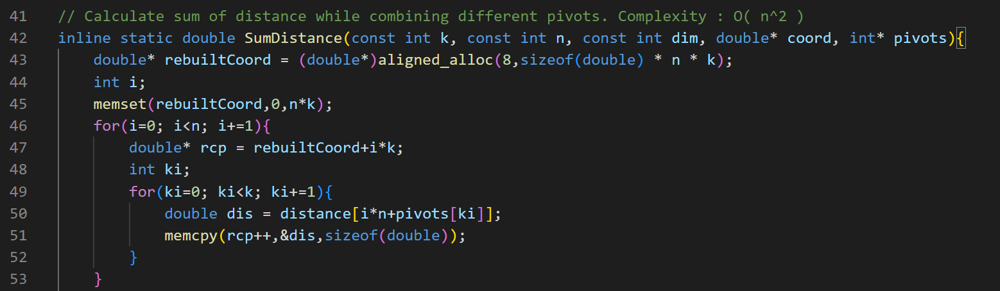 41 // Calculate sum of distance while combining different pivots. Complexity : O( n^2 )
42 inline static double SumDistance(const int k, const int n, const int dim, double* coord, int* pivots){
43     double* rebuiltCoord = (double*)aligned_alloc(8,sizeof(double) * n * k);
44     int i;
45     memset(rebuiltCoord,0,n*k);
46     for(i=0; i<n; i+=1){
47         double* rcp = rebuiltCoord+i*k;
48         int ki;
49         for(ki=0; ki<k; ki+=1){
50             double dis = distance[i*n+pivots[ki]];
51             memcpy(rcp++,&dis,sizeof(double));
52         }
53     }